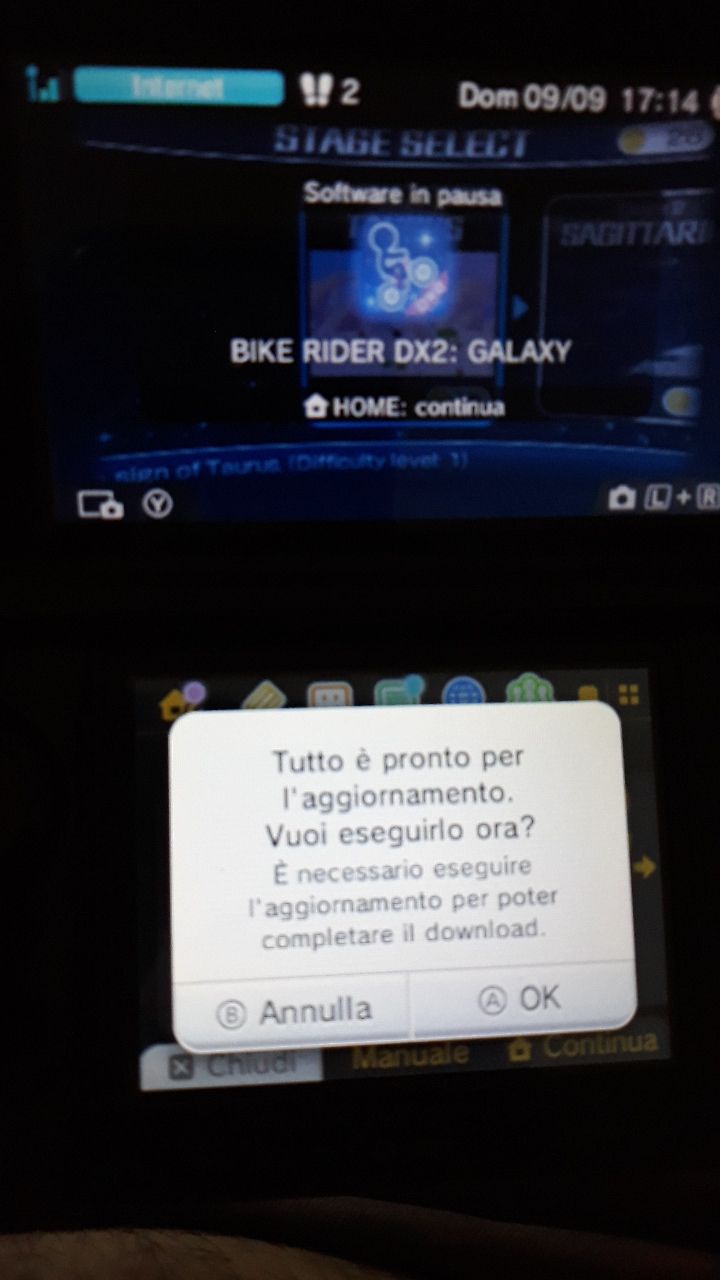 Internet
2
Dom 09/09 17:14
STAGE SELECT
Software in pausa
BIKE RIDER DX2: GALAXY
HOME: continua
sign of Taurus (Difficulty level: 1)
Y
L + R
Tutto è pronto per
l'aggiornamento.
Vuoi eseguirlo ora?
È necessario eseguire
l'aggiornamento per poter
completare il download.
B Annulla
A OK
X Chiudi
Manuale
Continua